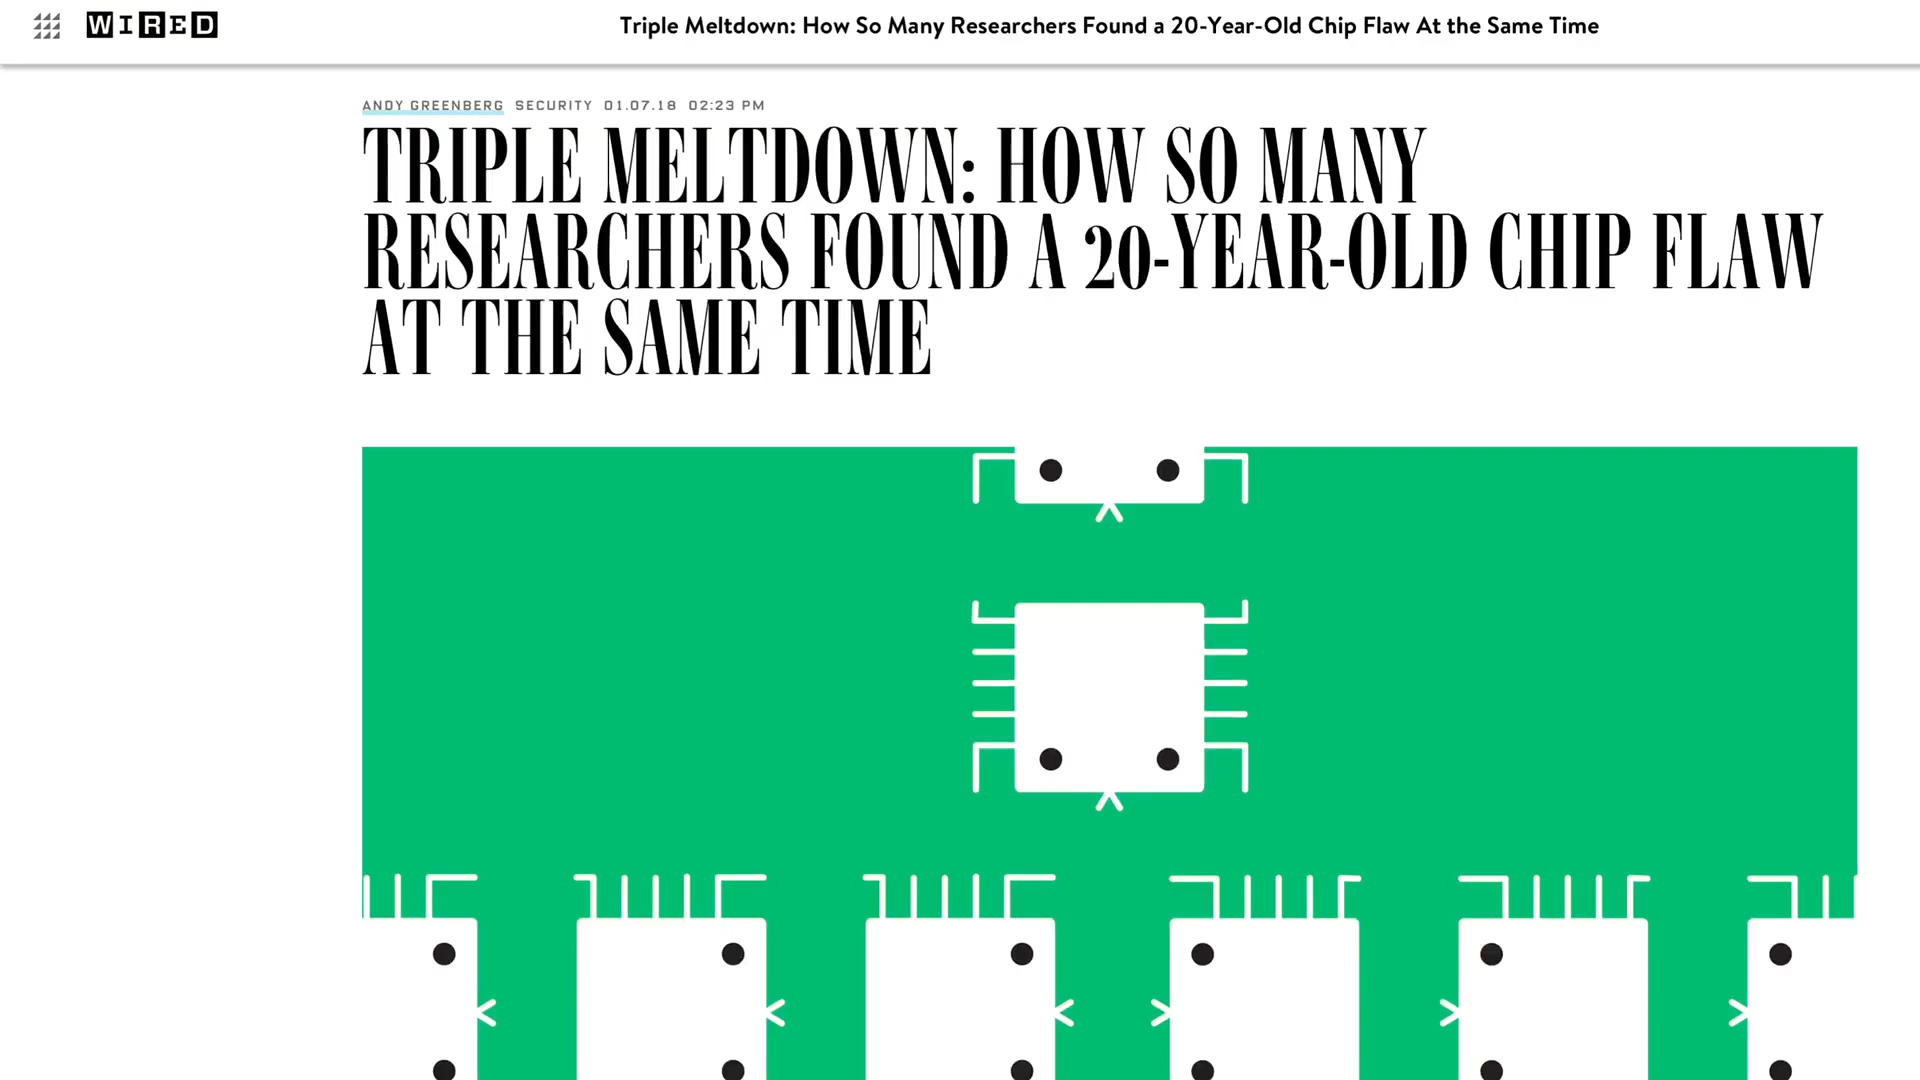 WIRED
Triple Meltdown: How So Many Researchers Found a 20-Year-Old Chip Flaw At the Same Time
ANDY GREENBERG SECURITY 01.07.18 02:23 PM
TRIPLE MELTDOWN: HOW SO MANY
RESEARCHERS FOUND A 20-YEAR-OLD CHIP FLAW
AT THE SAME TIME